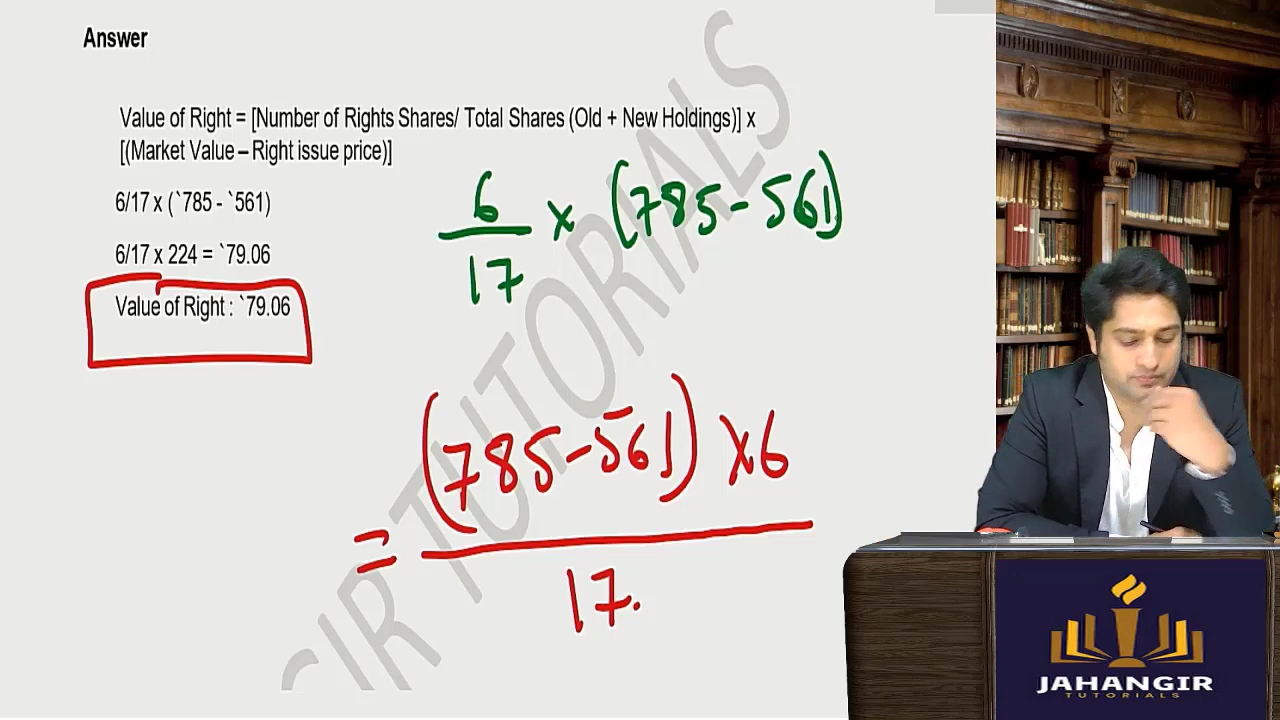 Answer
Value of Right = [Number of Rights Shares/ Total Shares (Old + New Holdings)] x
[(Market Value – Right issue price)]
6/17 x (`785 - `561)
6/17 x 224 = `79.06
Value of Right : `79.06
6
17
x (785-561)
= (785-561) x6
17.
GIR TUTORIALS
JAHANGIR
TUTORIALS